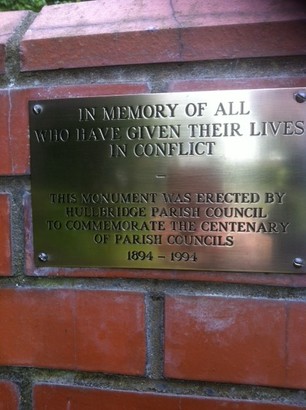 IN MEMORY OF ALL
WHO HAVE GIVEN THEIR LIVES
IN CONFLICT
–
THIS MONUMENT WAS ERECTED BY
HULLBRIDGE PARISH COUNCIL
TO COMMEMORATE THE CENTENARY
OF PARISH COUNCILS
1894 – 1994